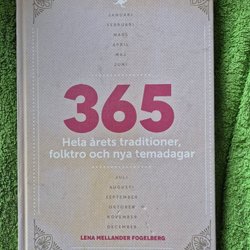 JANUARI
FEBRUARI
MARS
APRIL
MAJ
JUNI
365
Hela årets traditioner,
folktro och nya temadagar
JULI
AUGUSTI
SEPTEMBER
OKTOBER
NOVEMBER
DECEMBER
LENA MELLANDER FOGELBERG